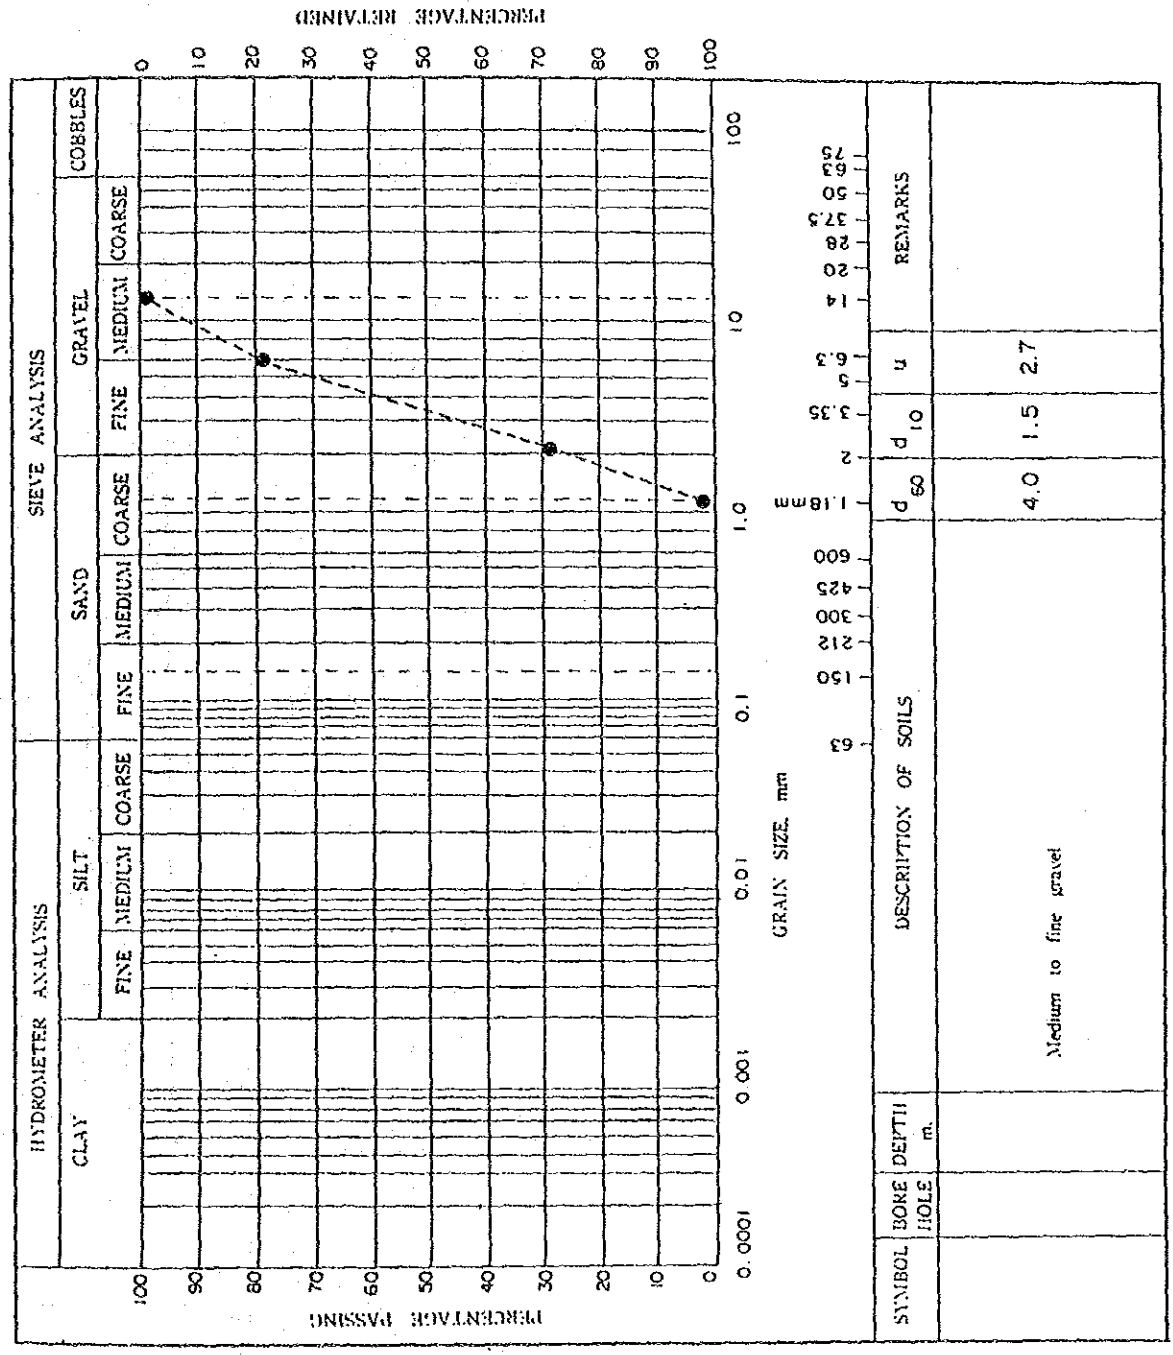 HYDROMETER ANALYSIS
SIEVE ANALYSIS
CLAY
SILT
SAND
GRAVEL
COBBLES
FINE
MEDIUM
COARSE
FINE
MEDIUM
COARSE
FINE
MEDIUM
COARSE
PERCENTAGE PASSING
100
90
80
70
60
50
40
30
20
10
0
PERCENTAGE RETAINED
0
10
20
30
40
50
60
70
80
90
100
0.0001
0.001
0.01
0.1
1.0
10
100
GRAIN SIZE mm
63
150
212
300
425
600
1.18mm
2
3.35
5
6.3
14
20
28
37.5
50
63
75
SYMBOL
BORE HOLE
DEPTH m.
DESCRIPTION OF SOILS
d 60
d 10
u
REMARKS
Medium to fine gravel
4.0
1.5
2.7